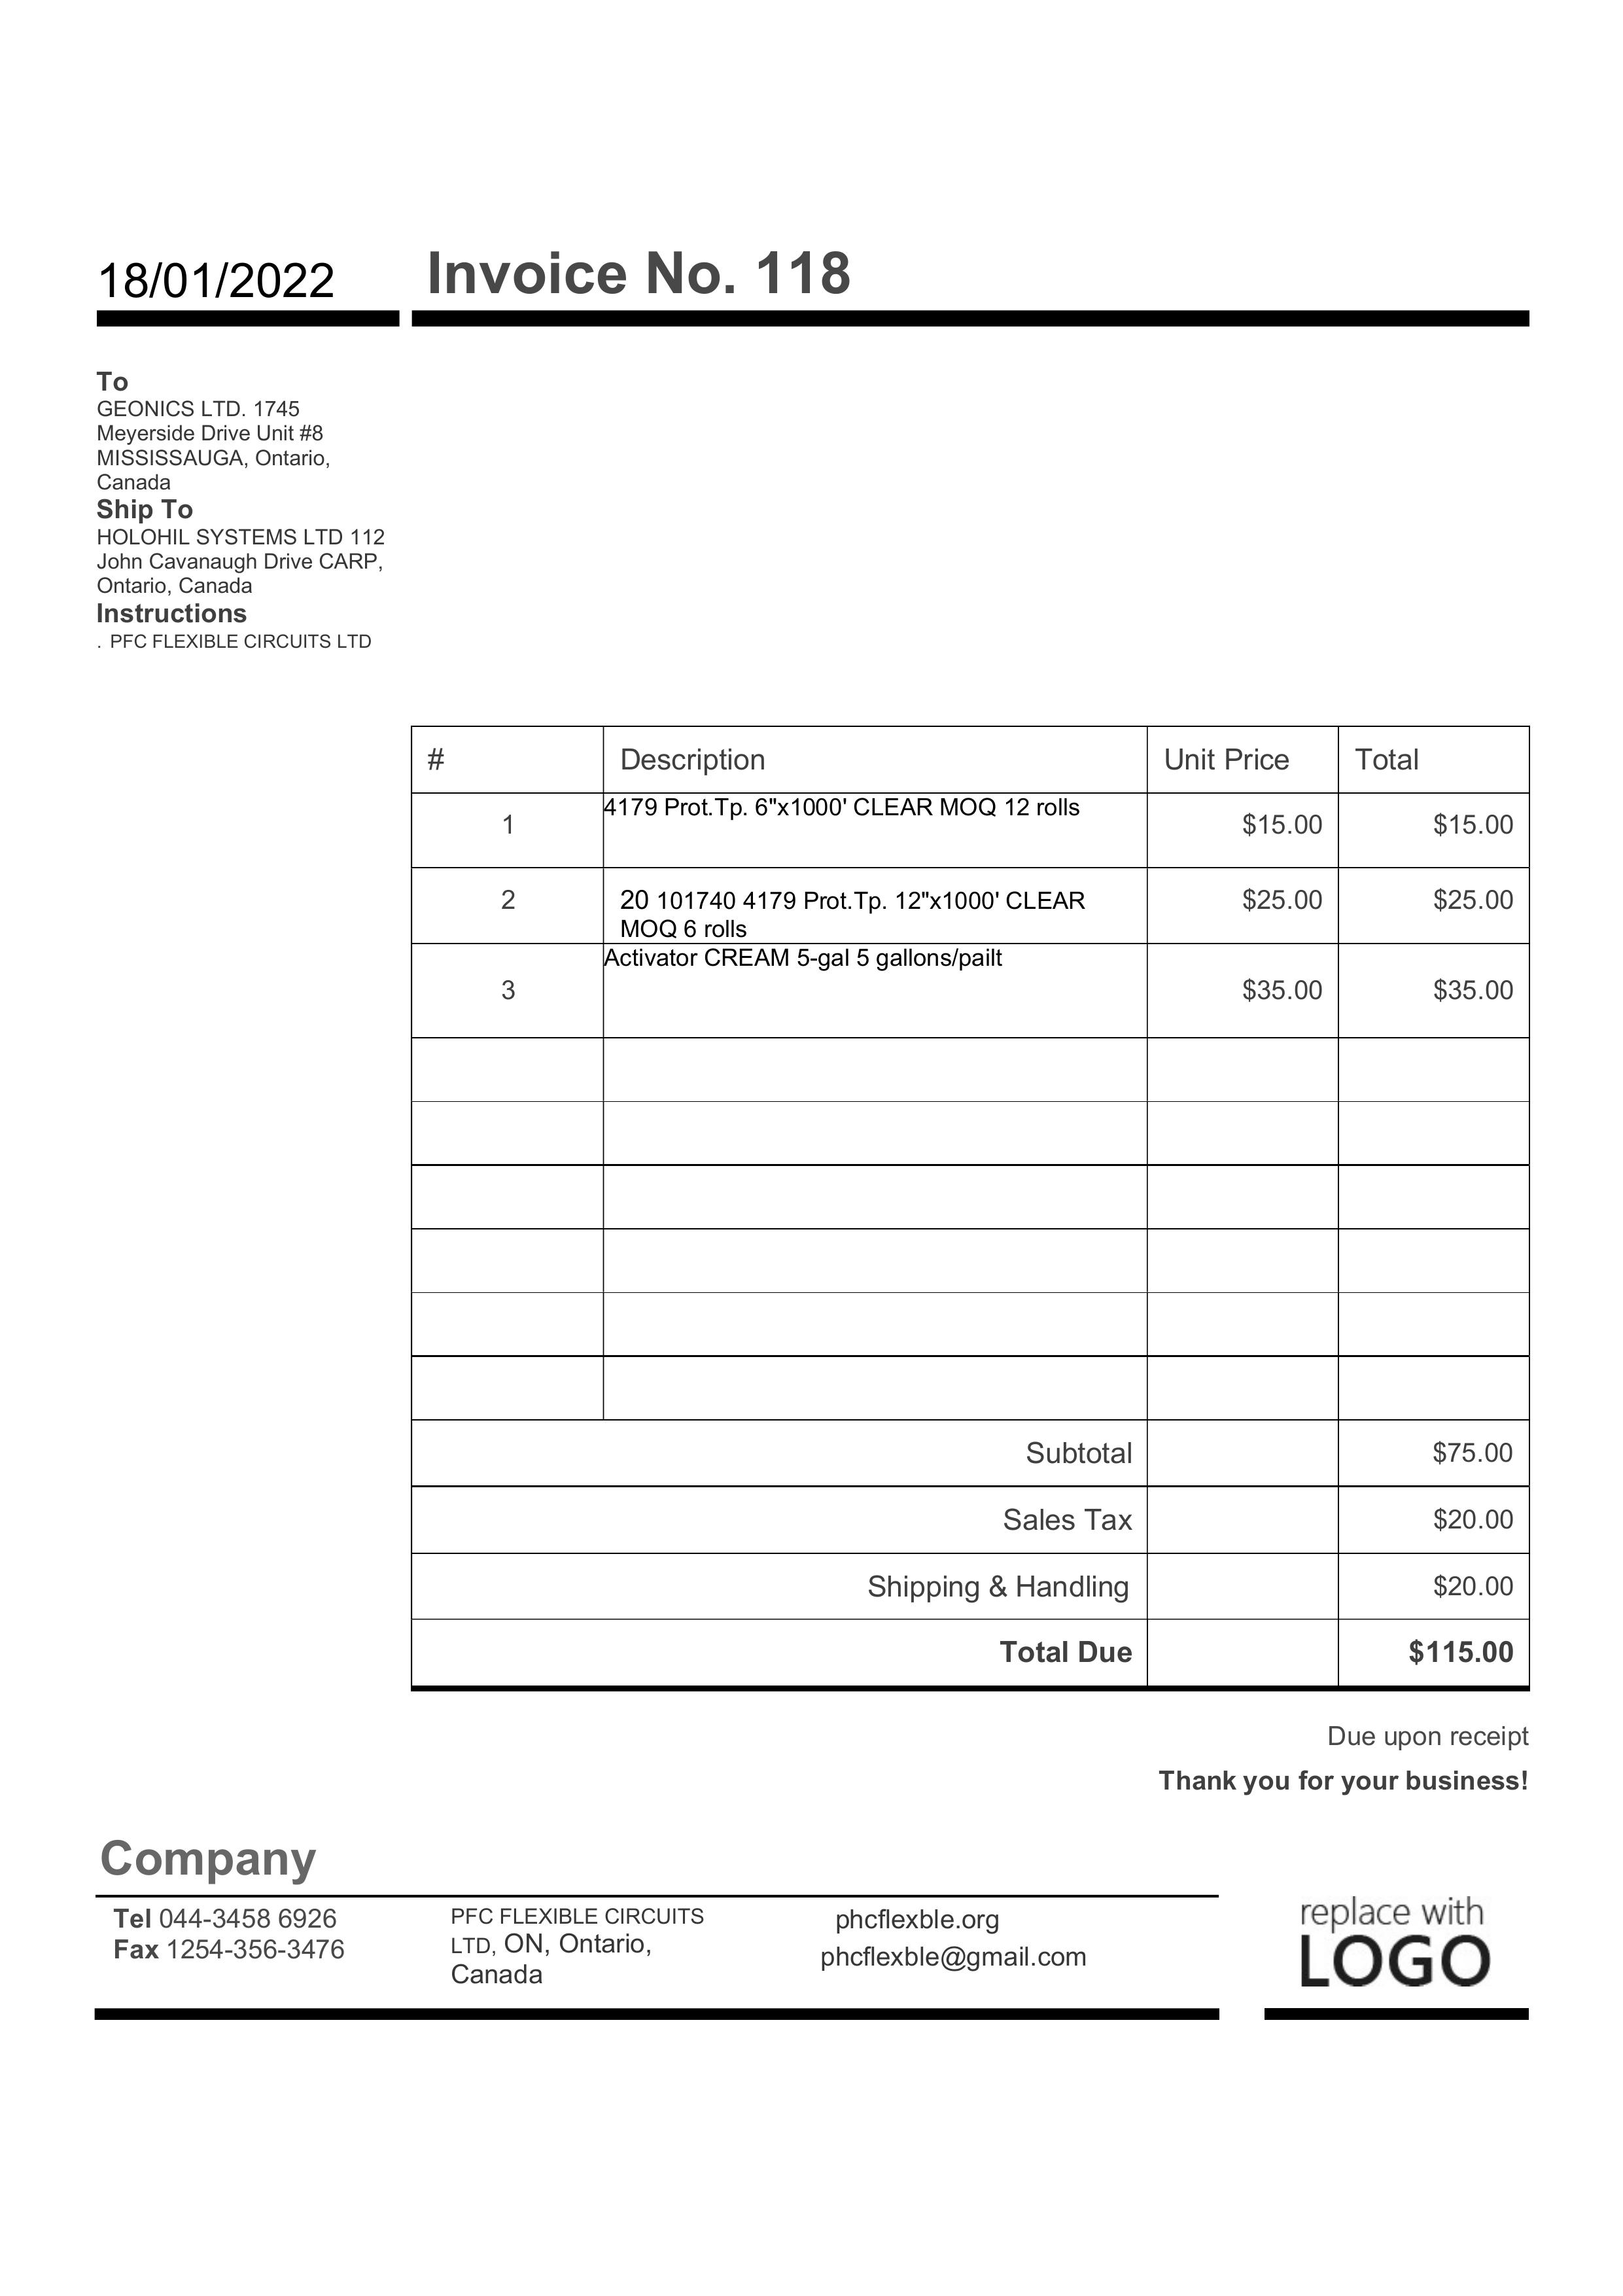 18/01/2022 Invoice No. 118
To
GEONICS LTD. 1745
Meyerside Drive Unit #8
MISSISSAUGA, Ontario,
Canada
Ship To
HOLOHIL SYSTEMS LTD 112
John Cavanaugh Drive CARP,
Ontario, Canada
Instructions
. PFC FLEXIBLE CIRCUITS LTD
# Description Unit Price Total
1 4179 Prot.Tp. 6"x1000' CLEAR MOQ 12 rolls $15.00 $15.00
2 20 101740 4179 Prot.Tp. 12"x1000' CLEAR $25.00 $25.00
MOQ 6 rolls
Activator CREAM 5-gal 5 gallons/pailt
3 $35.00 $35.00
Subtotal $75.00
Sales Tax $20.00
Shipping & Handling $20.00
Total Due $115.00
Due upon receipt
Thank you for your business!
Company
Tel 044-3458 6926
Fax 1254-356-3476
PFC FLEXIBLE CIRCUITS
LTD, ON, Ontario,
Canada
phcflexble.org
phcflexble@gmail.com
replace with
LOGO